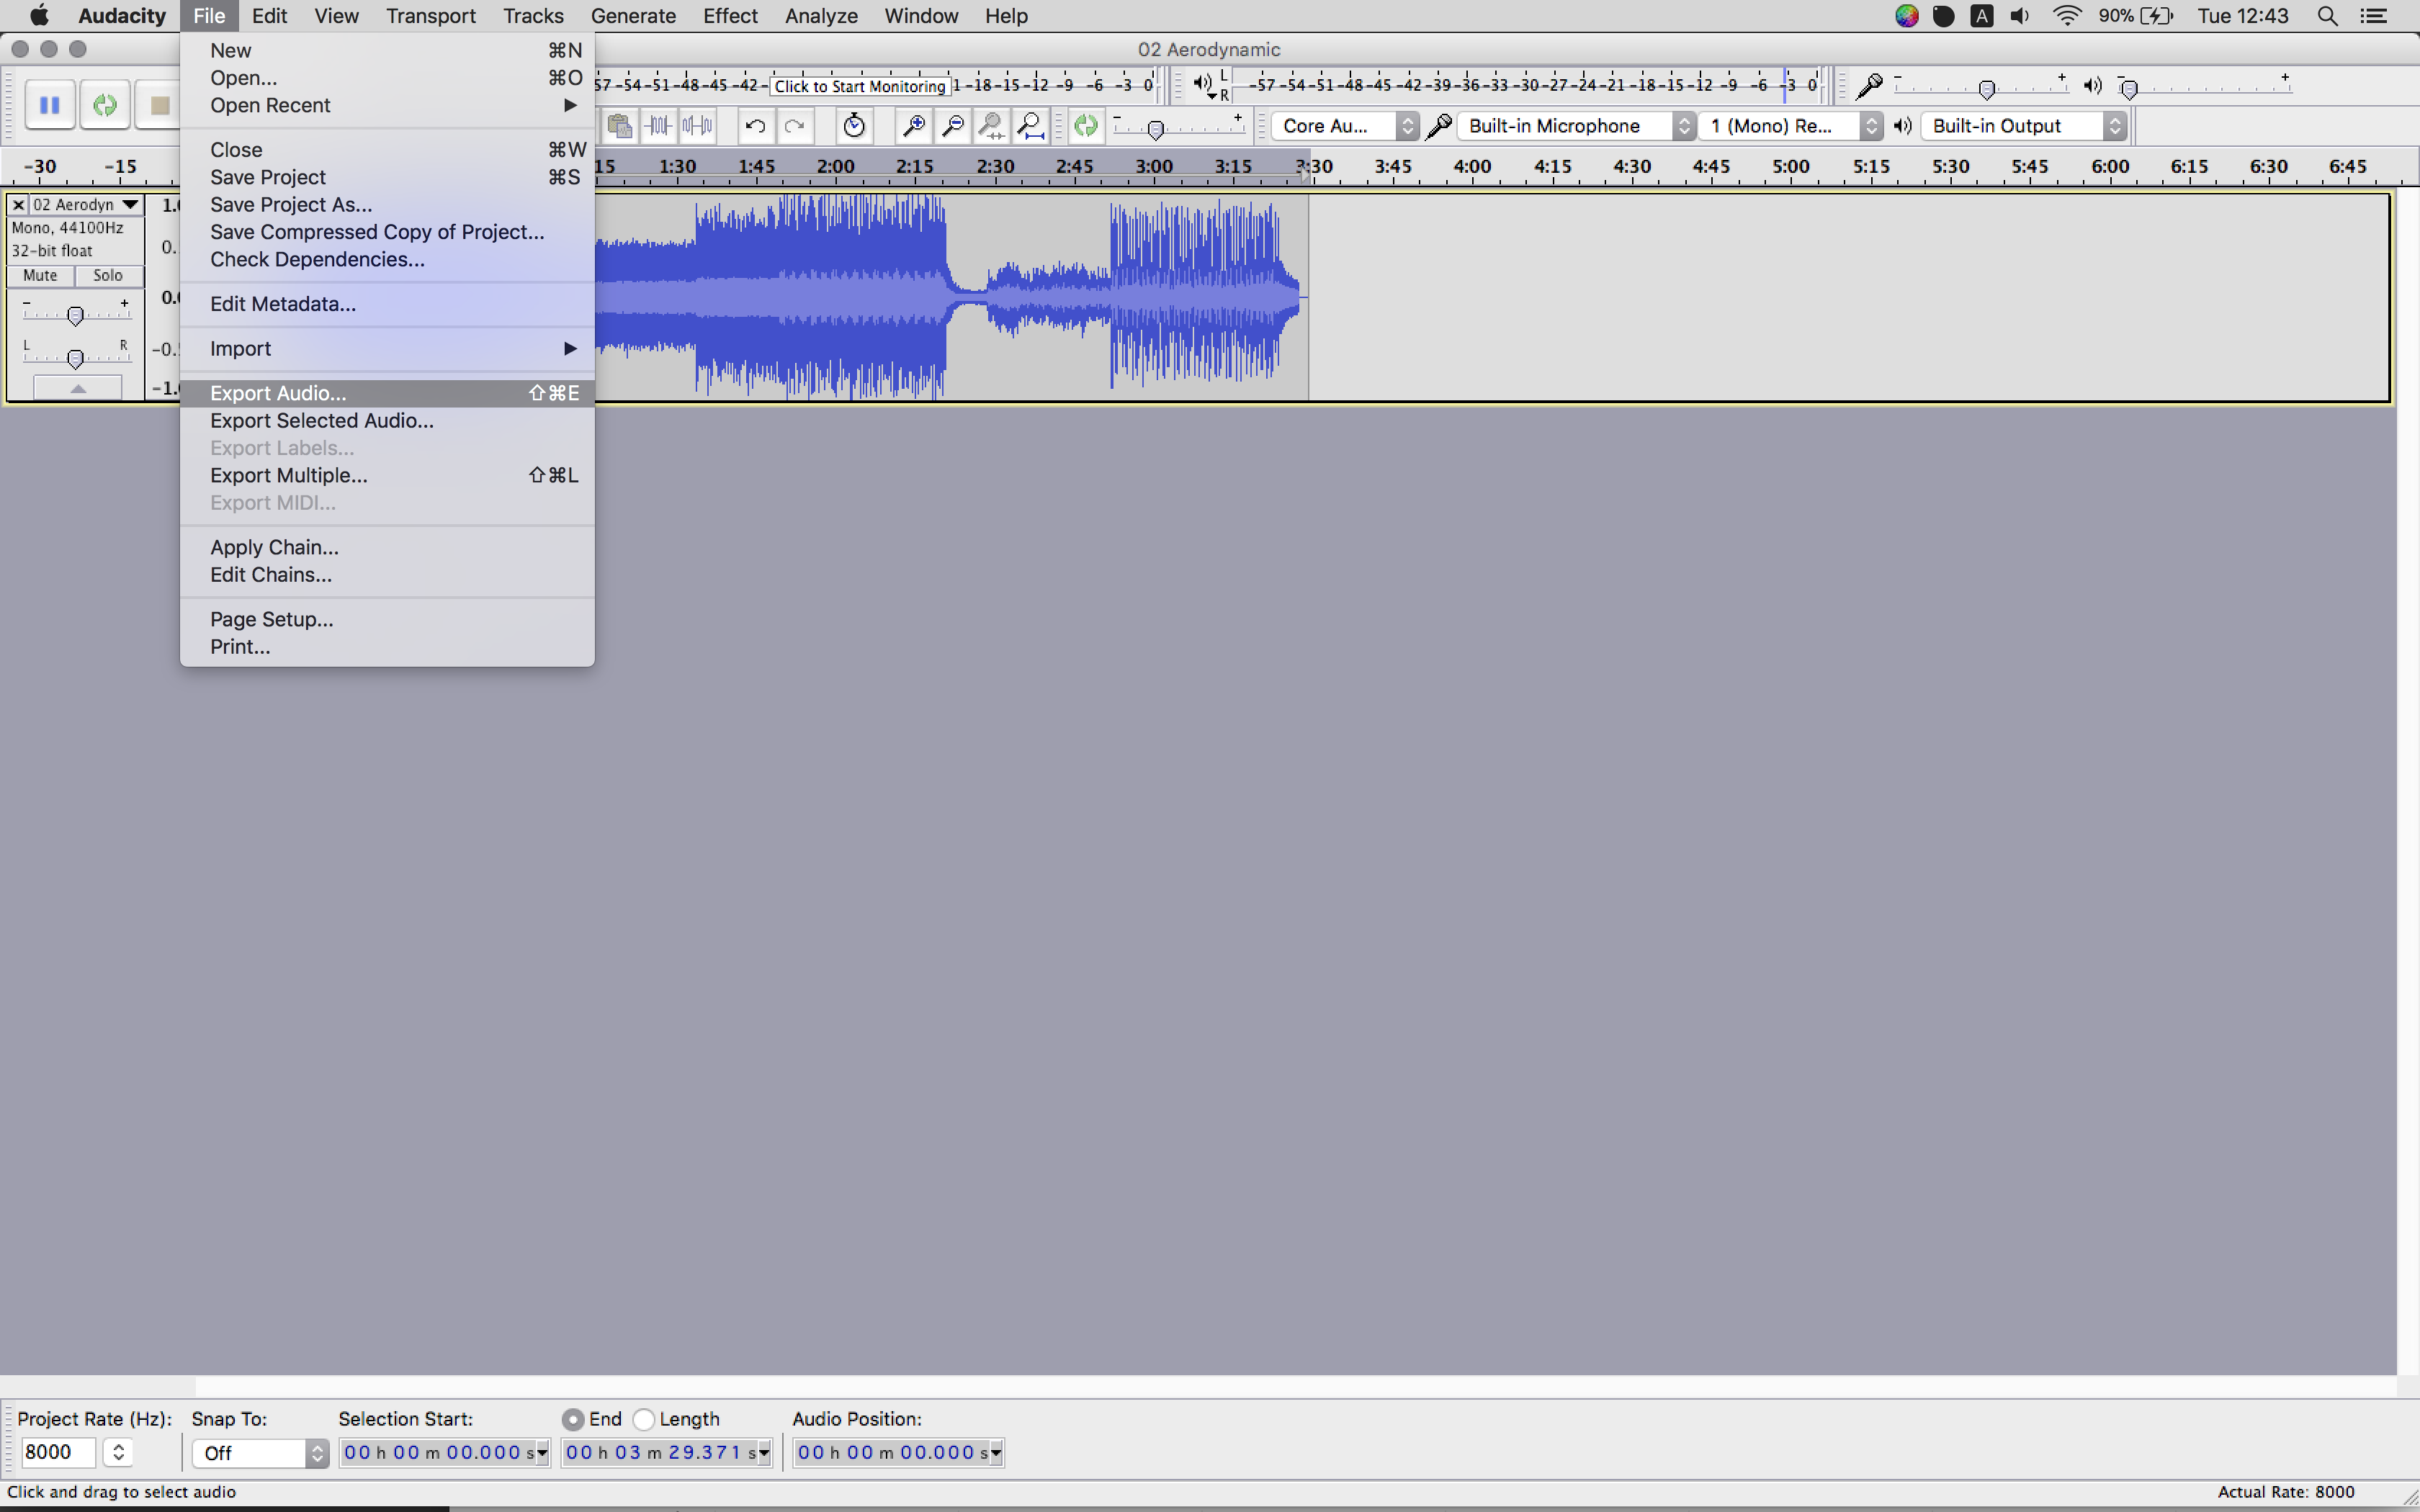 Audacity File Edit View Transport Tracks Generate Effect Analyze Window Help A 90% Tue 12:43
02 Aerodynamic
New ⌘N
Open... ⌘O
Open Recent ▶
Close ⌘W
Save Project ⌘S
Save Project As...
Save Compressed Copy of Project...
Check Dependencies...
Edit Metadata...
Import ▶
Export Audio... ⇧⌘E
Export Selected Audio...
Export Labels...
Export Multiple... ⇧⌘L
Export MIDI...
Apply Chain...
Edit Chains...
Page Setup...
Print...
57 -54 -51 -48 -45 -42 - Click to Start Monitoring 1 -18 -15 -12 -9 -6 -3 0
L
R
-57 -54 -51 -48 -45 -42 -39 -36 -33 -30 -27 -24 -21 -18 -15 -12 -9 -6 -3 0
- + - +
- + Core Au... Built-in Microphone 1 (Mono) Re... Built-in Output
-30 -15 15 1:30 1:45 2:00 2:15 2:30 2:45 3:00 3:15 3:30 3:45 4:00 4:15 4:30 4:45 5:00 5:15 5:30 5:45 6:00 6:15 6:30 6:45
x 02 Aerodyn ▼ 1.
Mono, 44100Hz
32-bit float 0.
Mute Solo
- + 0.
L R -0.
-1.
Project Rate (Hz): Snap To: Selection Start: End Length Audio Position:
8000 Off 00 h 00 m 00.000 s 00 h 03 m 29.371 s 00 h 00 m 00.000 s
Click and drag to select audio Actual Rate: 8000